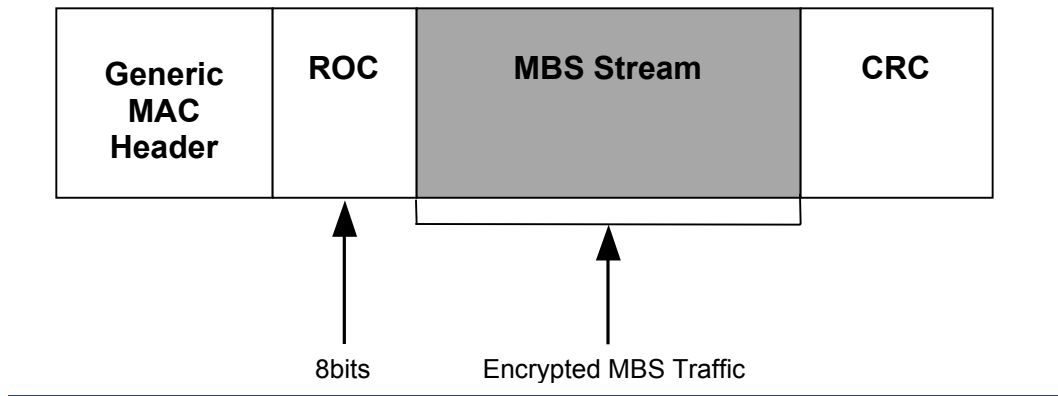 Generic
MAC
Header
ROC
MBS Stream
CRC
8bits
Encrypted MBS Traffic